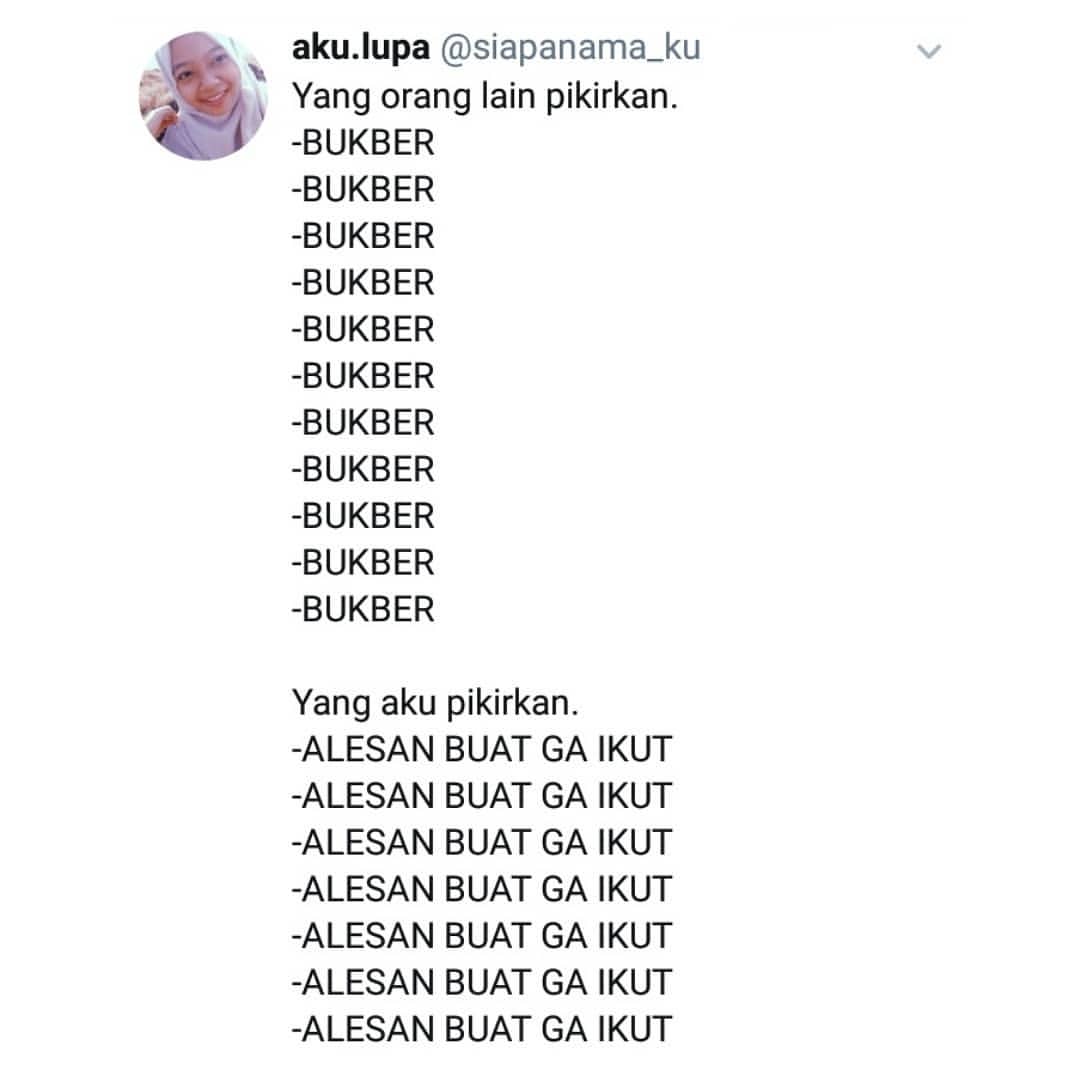 aku.lupa @siapanama_ku
Yang orang lain pikirkan.
-BUKBER
-BUKBER
-BUKBER
-BUKBER
-BUKBER
-BUKBER
-BUKBER
-BUKBER
-BUKBER
-BUKBER
-BUKBER
Yang aku pikirkan.
-ALESAN BUAT GA IKUT
-ALESAN BUAT GA IKUT
-ALESAN BUAT GA IKUT
-ALESAN BUAT GA IKUT
-ALESAN BUAT GA IKUT
-ALESAN BUAT GA IKUT
-ALESAN BUAT GA IKUT